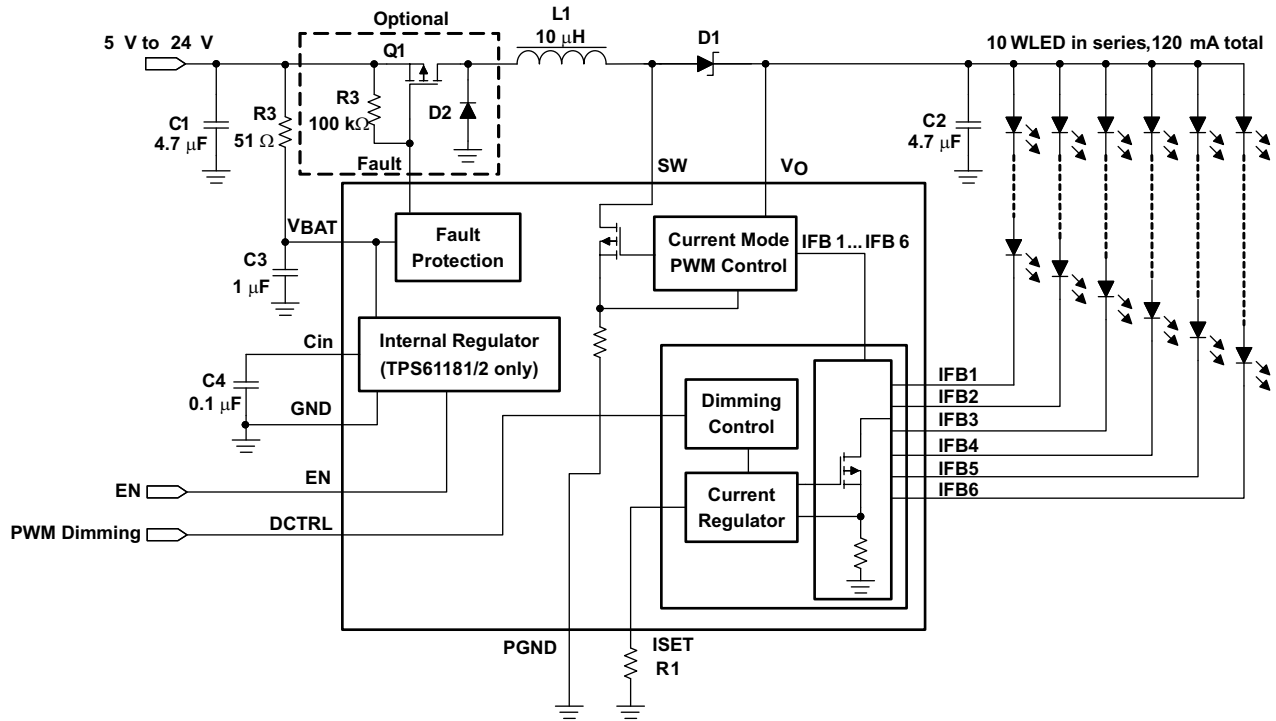 Optional
L1
10 μH
5 V to 24 V
Q1
D1
10 WLED in series,120 mA total
R3
51 Ω
R3
100 kΩ
D2
C1
4.7 μF
C2
4.7 μF
Fault
SW
VO
VBAT
Fault
Protection
Current Mode
PWM Control
IFB 1...IFB 6
C3
1 μF
Cin
Internal Regulator
(TPS61181/2 only)
C4
0.1 μF
GND
Dimming
Control
IFB1
IFB2
IFB3
IFB4
IFB5
IFB6
EN
EN
Current
Regulator
PWM Dimming
DCTRL
PGND
ISET
R1